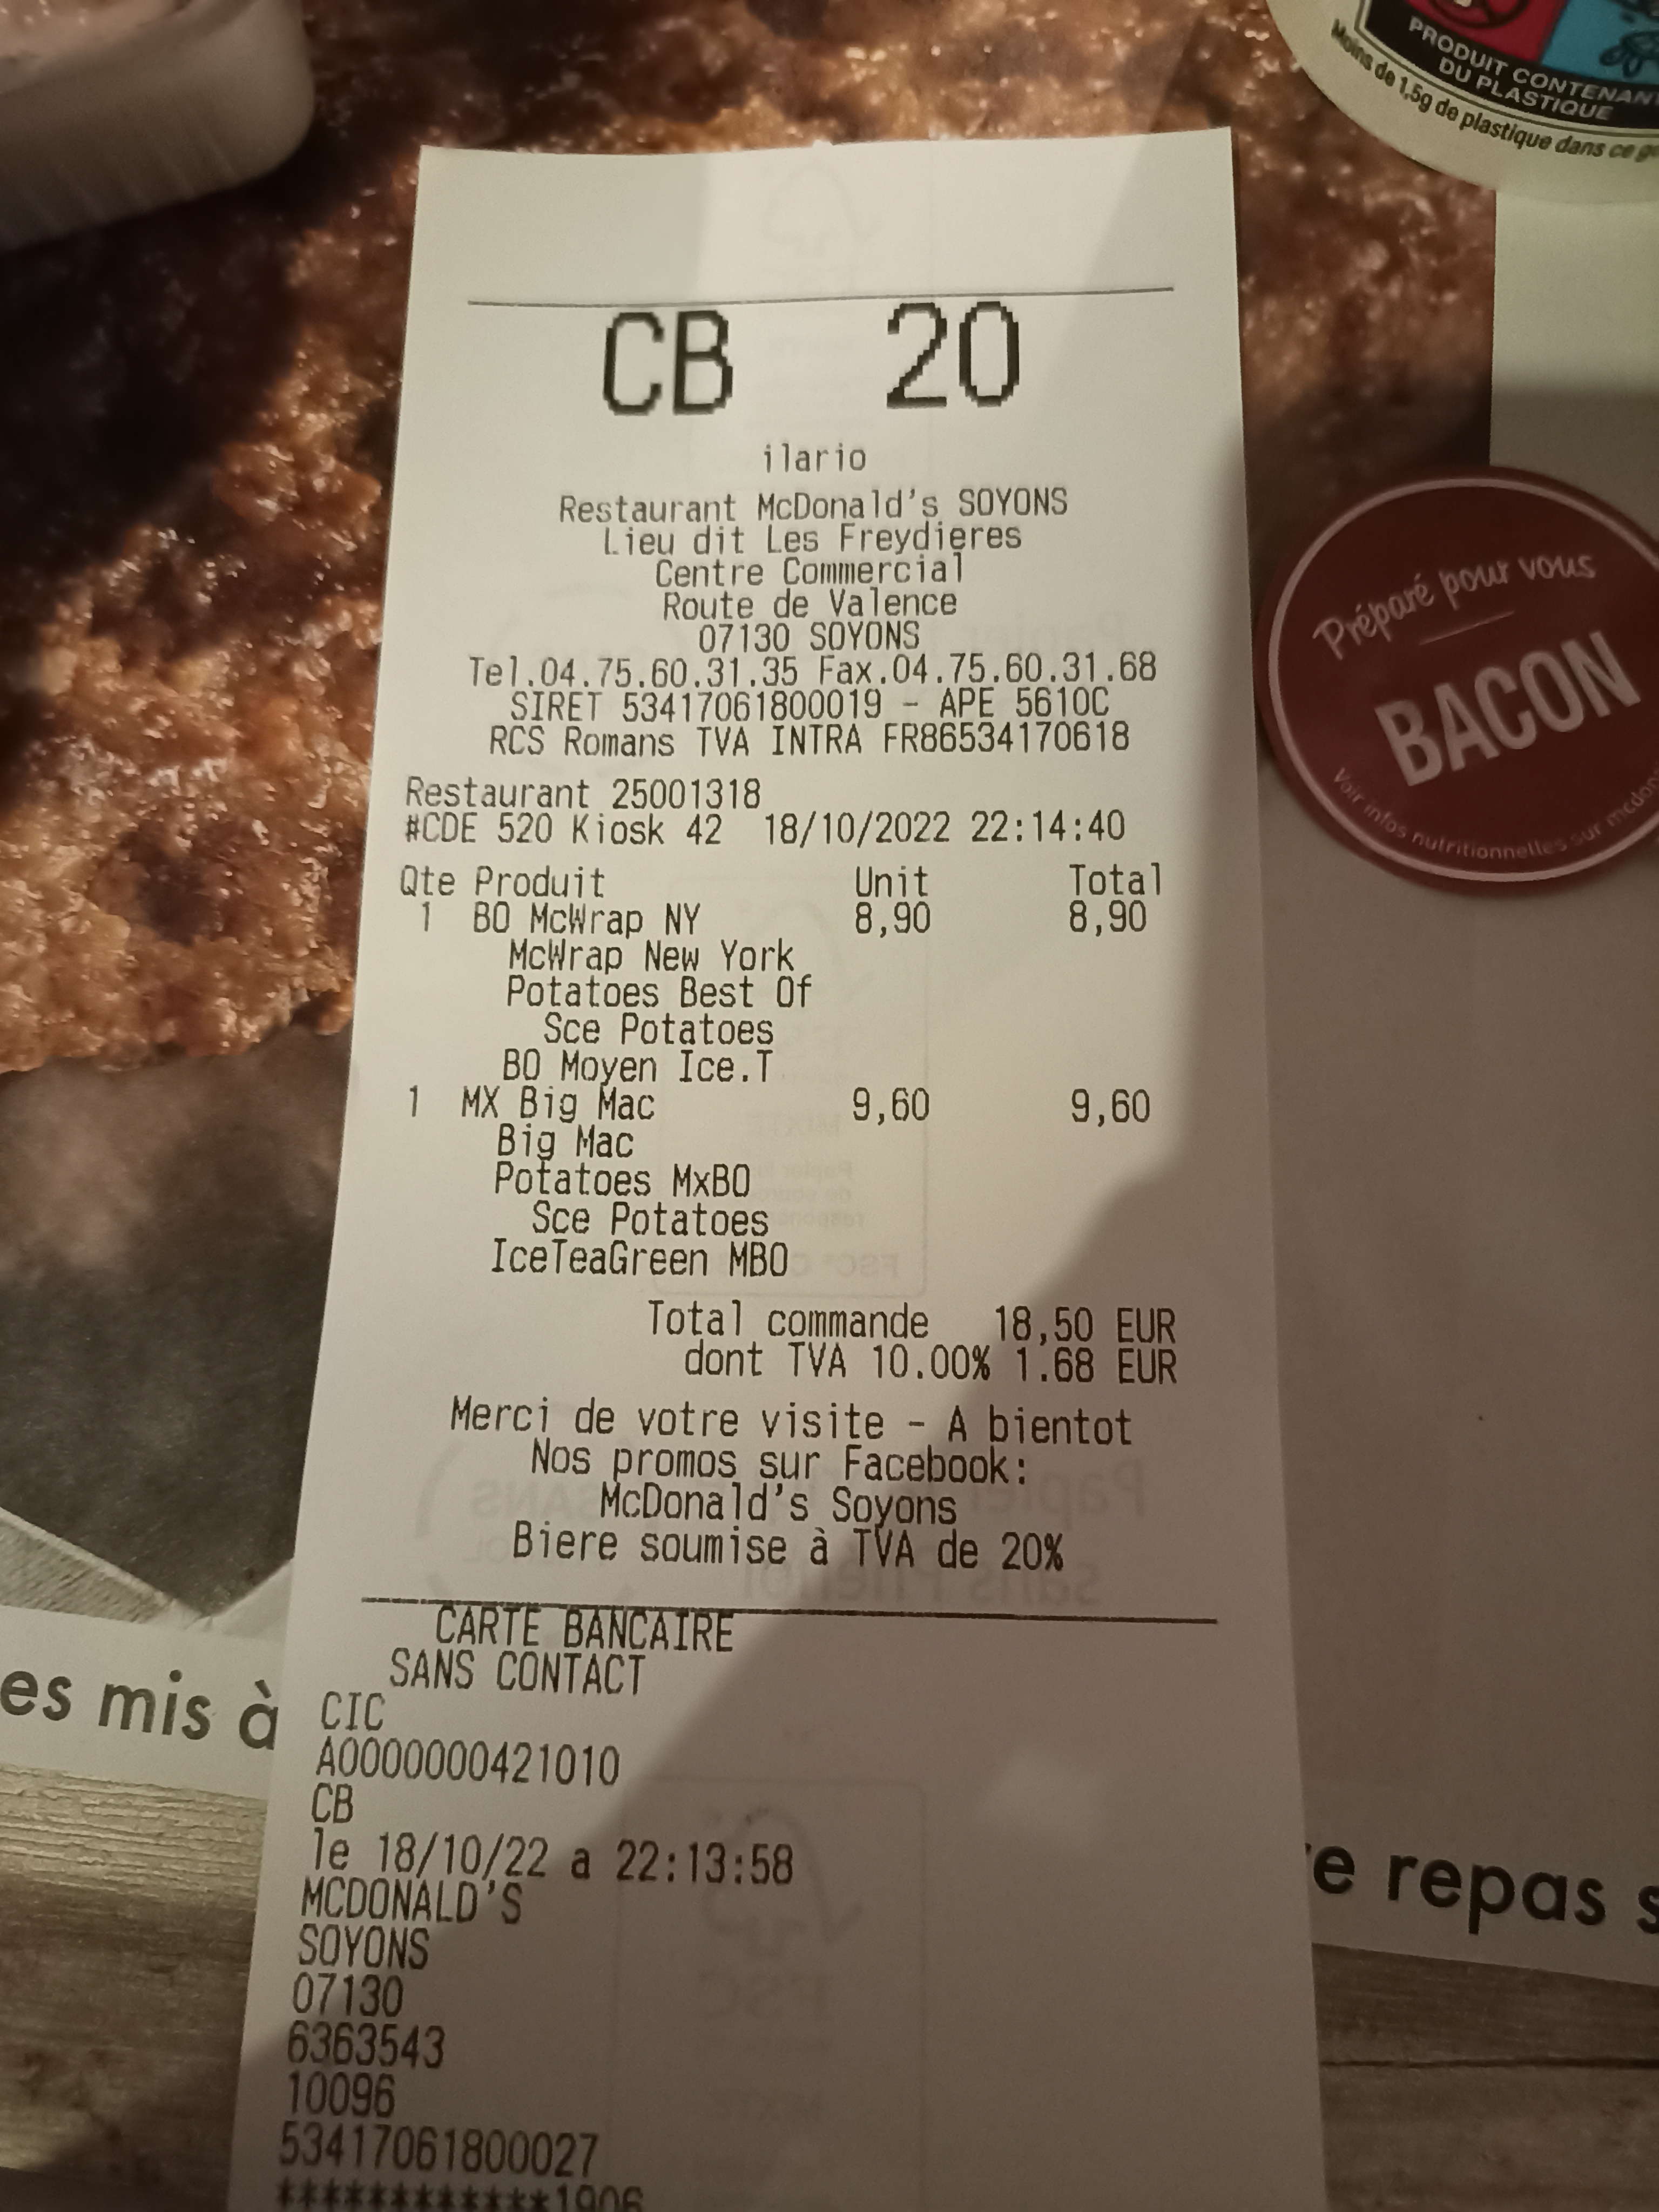 PRODUIT CONTENANT
DU PLASTIQUE
Moins de 1,5g de plastique dans ce
CB 20
ilario
Restaurant McDonald's SOYONS
Lieu dit Les Freydieres
Centre Commercial
Route de Valence
07130 SOYONS
Tel.04.75.60.31.35 Fax.04.75.60.31.68
SIRET 53417061800019 - APE 5610C
RCS Romans TVA INTRA FR86534170618
Restaurant 25001318
#CDE 520 Kiosk 42 18/10/2022 22:14:40
Qte Produit Unit Total
1 BO McWrap NY 8,90 8,90
McWrap New York
Potatoes Best Of
Sce Potatoes
BO Moyen Ice.T
1 MX Big Mac 9,60 9,60
Big Mac
Potatoes MxBO
Sce Potatoes
IceTeaGreen MBO
Total commande 18,50 EUR
dont TVA 10.00% 1.68 EUR
Merci de votre visite - A bientot
Nos promos sur Facebook:
McDonald's Soyons
Biere soumise à TVA de 20%
CARTE BANCAIRE
SANS CONTACT
CIC
A0000000421010
CB
le 18/10/22 a 22:13:58
MCDONALD'S
SOYONS
07130
6363543
10096
53417061800027
************1906
Préparé pour vous
BACON
Voir infos nutritionnelles sur mcdon
es mis à
e repas s